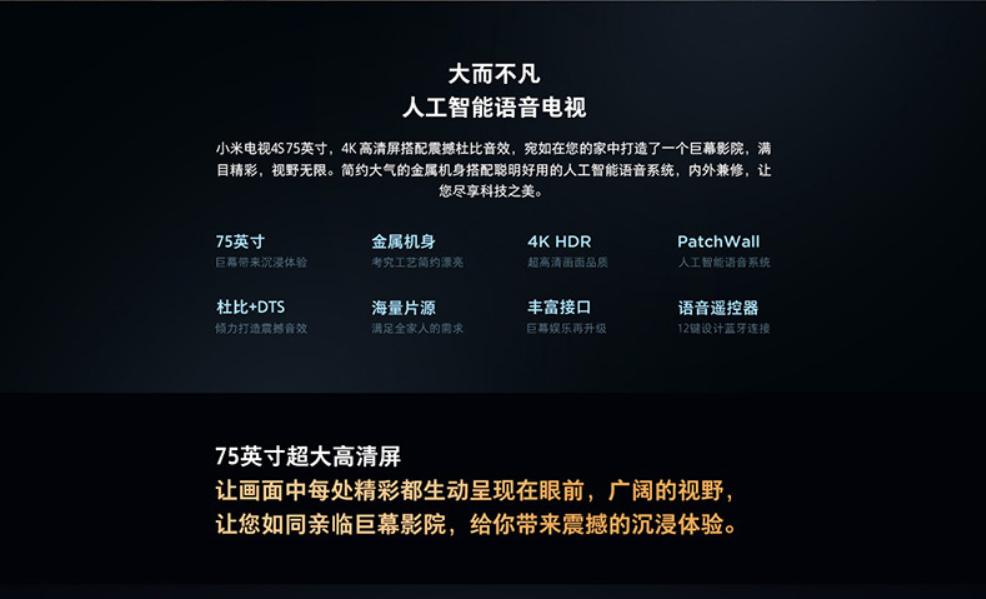 大而不凡
人工智能语音电视
小米电视4S75英寸，4K高清屏搭配震撼杜比音效，宛如在您的家中打造了一个巨幕影院，满
目精彩，视野无限。简约大气的金属机身搭配聪明好用的人工智能语音系统，内外兼修，让
您尽享科技之美。
75英寸 金属机身 4K HDR PatchWall
巨幕带来沉浸体验 考究工艺简约漂亮 超高清画面品质 人工智能语音系统
杜比+DTS 海量片源 丰富接口 语音遥控器
倾力打造震撼音效 满足全家人的需求 巨幕娱乐再升级 12键设计蓝牙连接
75英寸超大高清屏
让画面中每处精彩都生动呈现在眼前，广阔的视野，
让您如同亲临巨幕影院，给你带来震撼的沉浸体验。